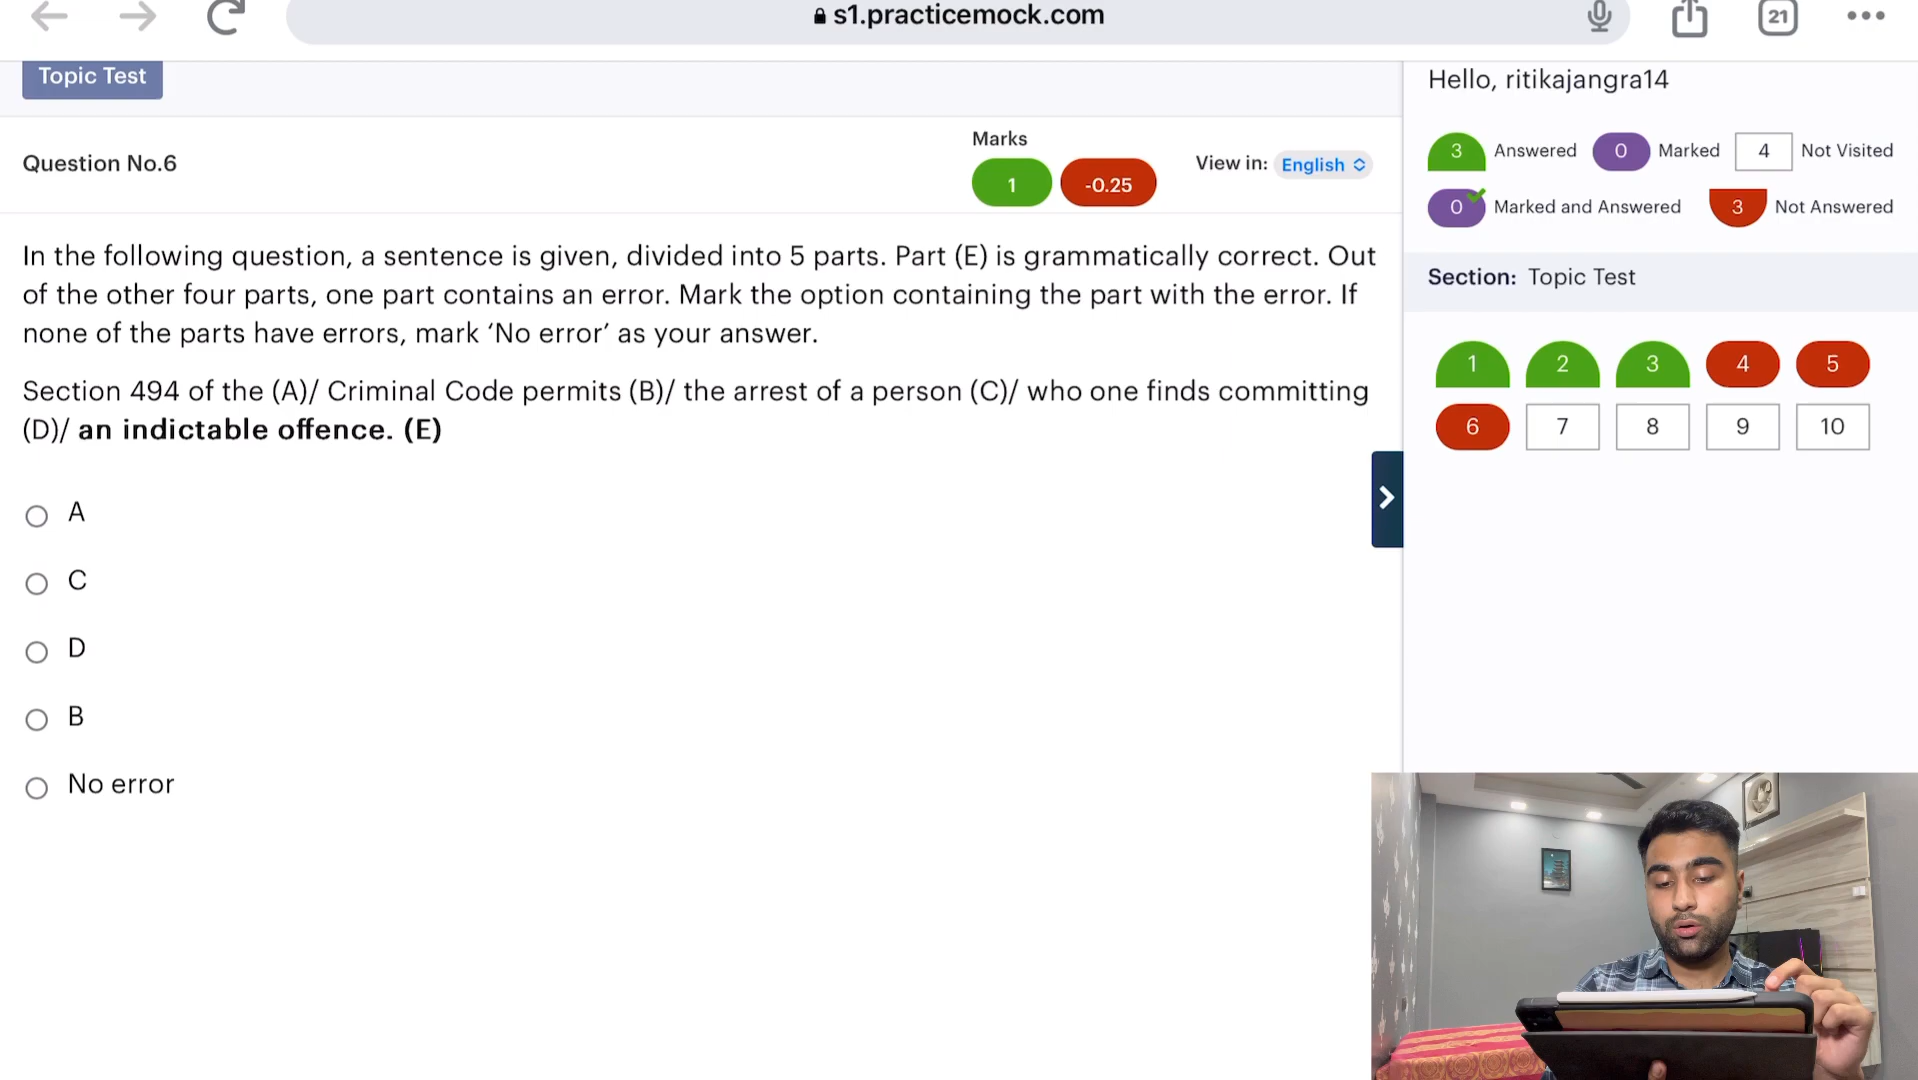 s1.practicemock.com
21
Topic Test
Hello, ritikajangra14
Question No.6
Marks
1
-0.25
View in: English
3 Answered 0 Marked 4 Not Visited
0 Marked and Answered 3 Not Answered
Section: Topic Test
1 2 3 4 5
6 7 8 9 10
In the following question, a sentence is given, divided into 5 parts. Part (E) is grammatically correct. Out
of the other four parts, one part contains an error. Mark the option containing the part with the error. If
none of the parts have errors, mark ‘No error’ as your answer.
Section 494 of the (A)/ Criminal Code permits (B)/ the arrest of a person (C)/ who one finds committing
(D)/ an indictable offence. (E)
A
C
D
B
No error